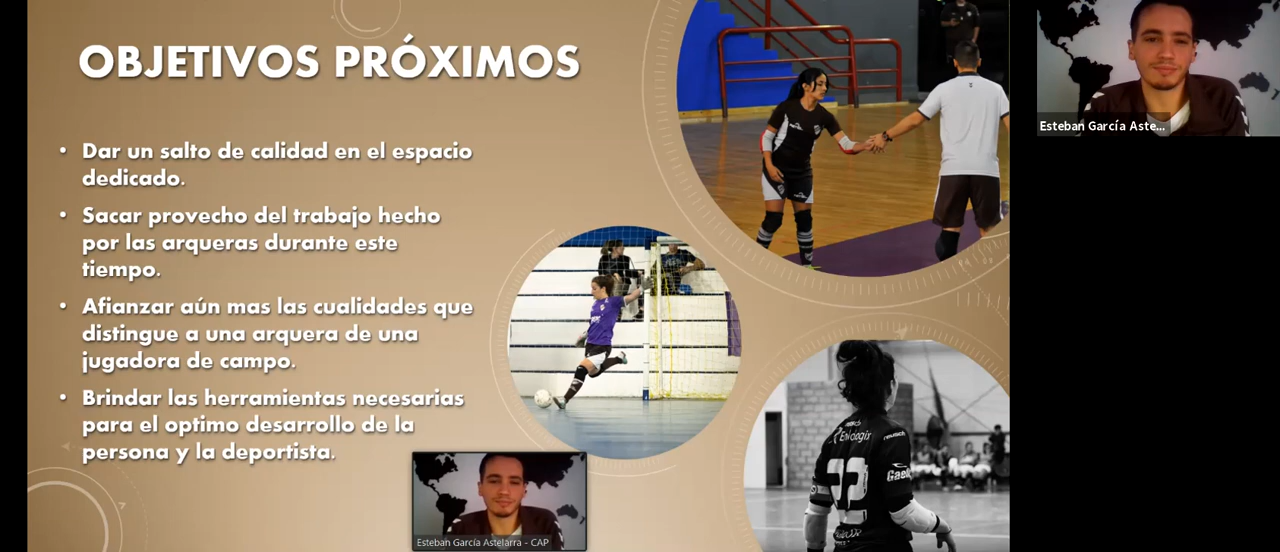 OBJETIVOS PRÓXIMOS
• Dar un salto de calidad en el espacio
dedicado.
• Sacar provecho del trabajo hecho
por las arqueras durante este
tiempo.
• Afianzar aún mas las cualidades que
distingue a una arquera de una
jugadora de campo.
• Brindar las herramientas necesarias
para el optimo desarrollo de la
persona y la deportista.
Esteban García Astelarra - CAP
Esteban García Aste...
reusch
Gaelle
22